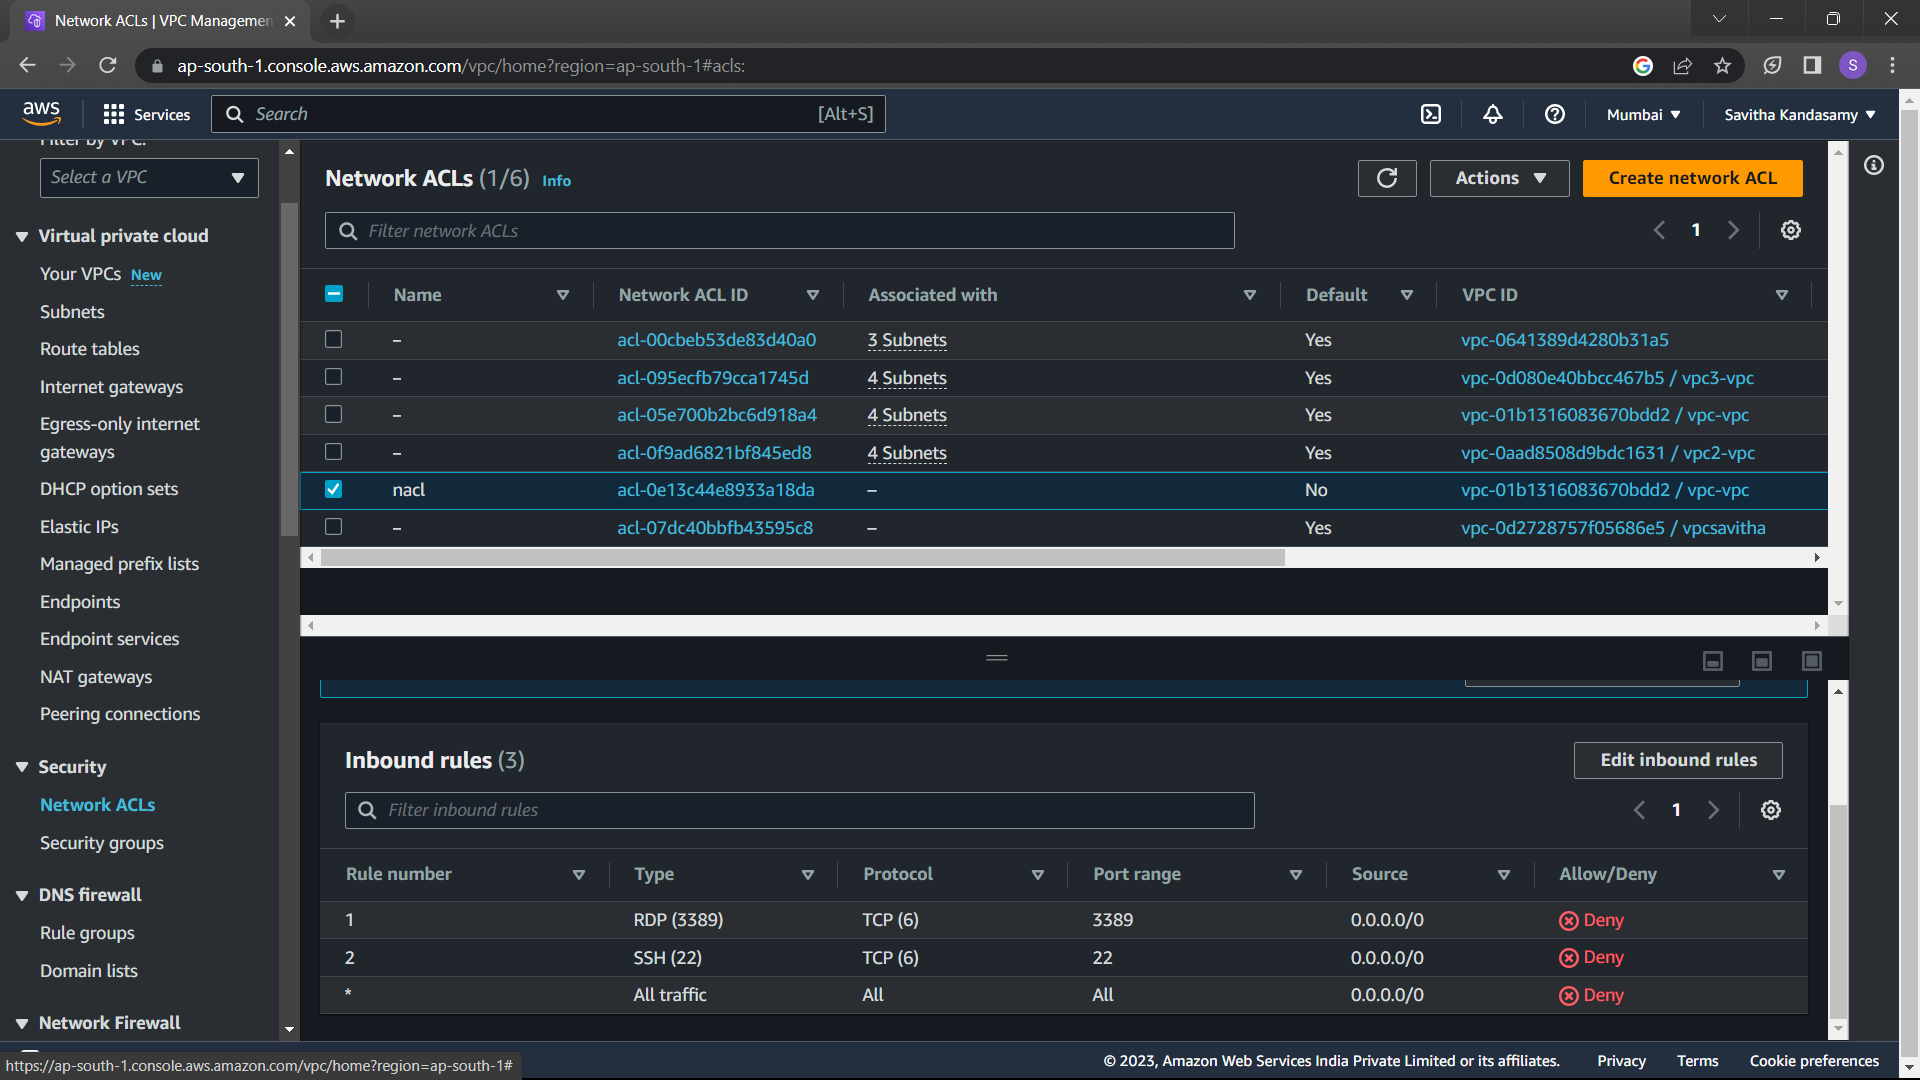 Network ACLs | VPC Managemen
ap-south-1.console.aws.amazon.com/vpc/home?region=ap-south-1#acls:
S
aws
Services
Search
[Alt+S]
Mumbai
Savitha Kandasamy
Filter by VPC:
Select a VPC
Virtual private cloud
Your VPCs New
Subnets
Route tables
Internet gateways
Egress-only internet
gateways
DHCP option sets
Elastic IPs
Managed prefix lists
Endpoints
Endpoint services
NAT gateways
Peering connections
Security
Network ACLs
Security groups
DNS firewall
Rule groups
Domain lists
Network Firewall
Network ACLs (1/6) Info
Actions
Create network ACL
Filter network ACLs
1
Name Network ACL ID Associated with Default VPC ID
– acl-00cbeb53de83d40a0 3 Subnets Yes vpc-0641389d4280b31a5
– acl-095ecfb79cca1745d 4 Subnets Yes vpc-0d080e40bbcc467b5 / vpc3-vpc
– acl-05e700b2bc6d918a4 4 Subnets Yes vpc-01b1316083670bdd2 / vpc-vpc
– acl-0f9ad6821bf845ed8 4 Subnets Yes vpc-0aad8508d9bdc1631 / vpc2-vpc
nacl acl-0e13c44e8933a18da – No vpc-01b1316083670bdd2 / vpc-vpc
– acl-07dc40bbfb43595c8 – Yes vpc-0d2728757f05686e5 / vpcsavitha
Inbound rules (3)
Edit inbound rules
Filter inbound rules
1
Rule number Type Protocol Port range Source Allow/Deny
1 RDP (3389) TCP (6) 3389 0.0.0.0/0 Deny
2 SSH (22) TCP (6) 22 0.0.0.0/0 Deny
* All traffic All All 0.0.0.0/0 Deny
https://ap-south-1.console.aws.amazon.com/vpc/home?region=ap-south-1#
© 2023, Amazon Web Services India Private Limited or its affiliates.
Privacy
Terms
Cookie preferences